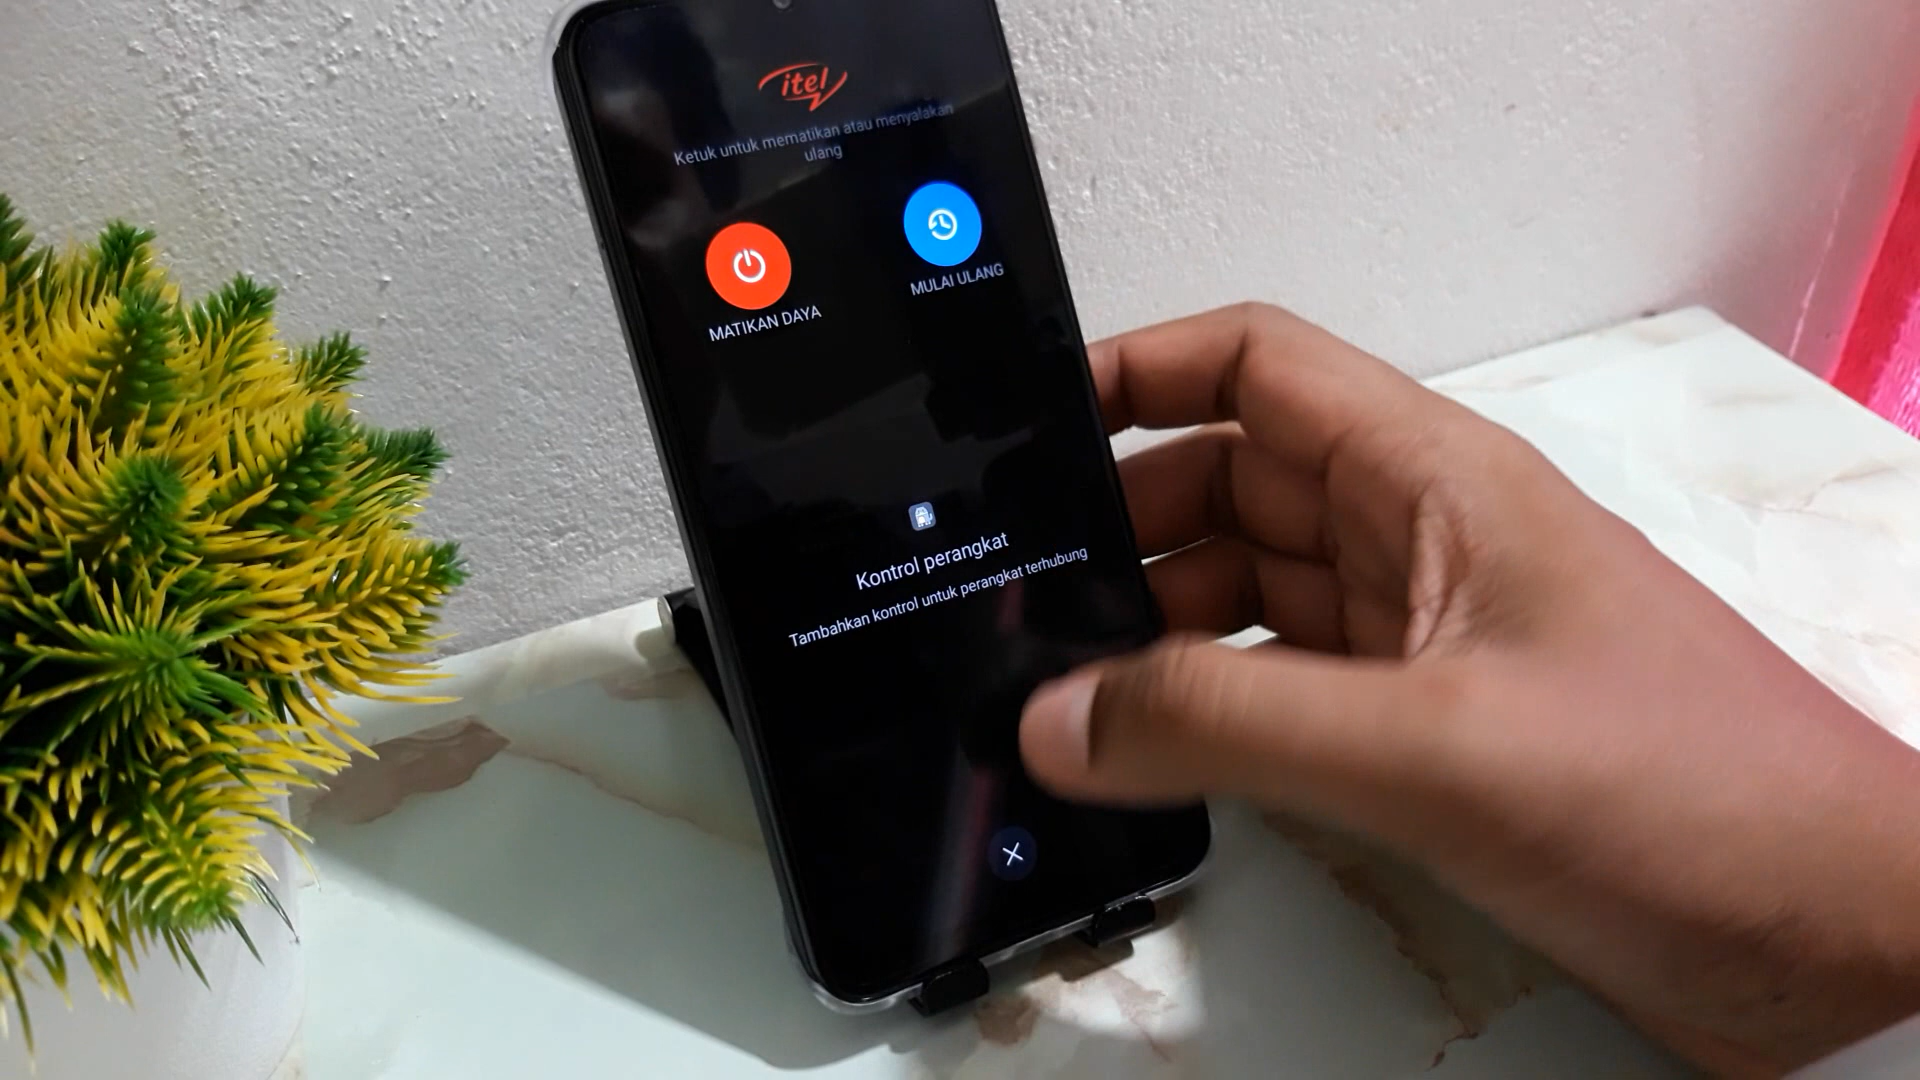 itel
Ketuk untuk mematikan atau menyalakan
ulang
MATIKAN DAYA
MULAI ULANG
Kontrol perangkat
Tambahkan kontrol untuk perangkat terhubung